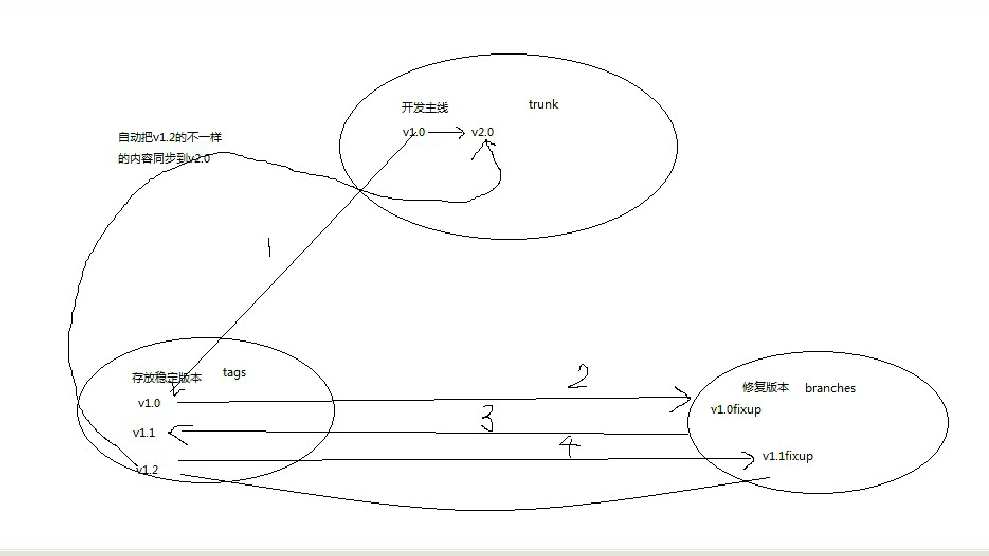 开发主线 trunk
v1.0 v2.0
自动把v1.2的不一样
的内容同步到v2.0
1
存放稳定版本 tags
v1.0
v1.1
v1.2
2
3
4
修复版本 branches
v1.0fixup
v1.1fixup